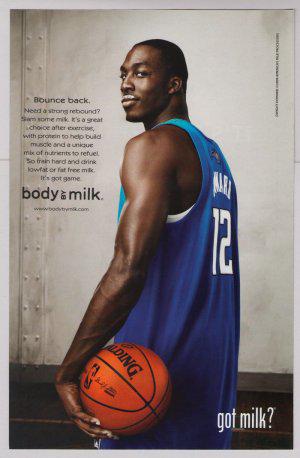 Bounce back.
Need a strong rebound?
Slam some milk. It's a great
choice after exercise,
with protein to help build
muscle and a unique
mix of nutrients to refuel.
So train hard and drink
lowfat or fat free milk.
It's got game.
body BY milk
www.bodybymilk.com
12
SPALDING
NBA
got milk?